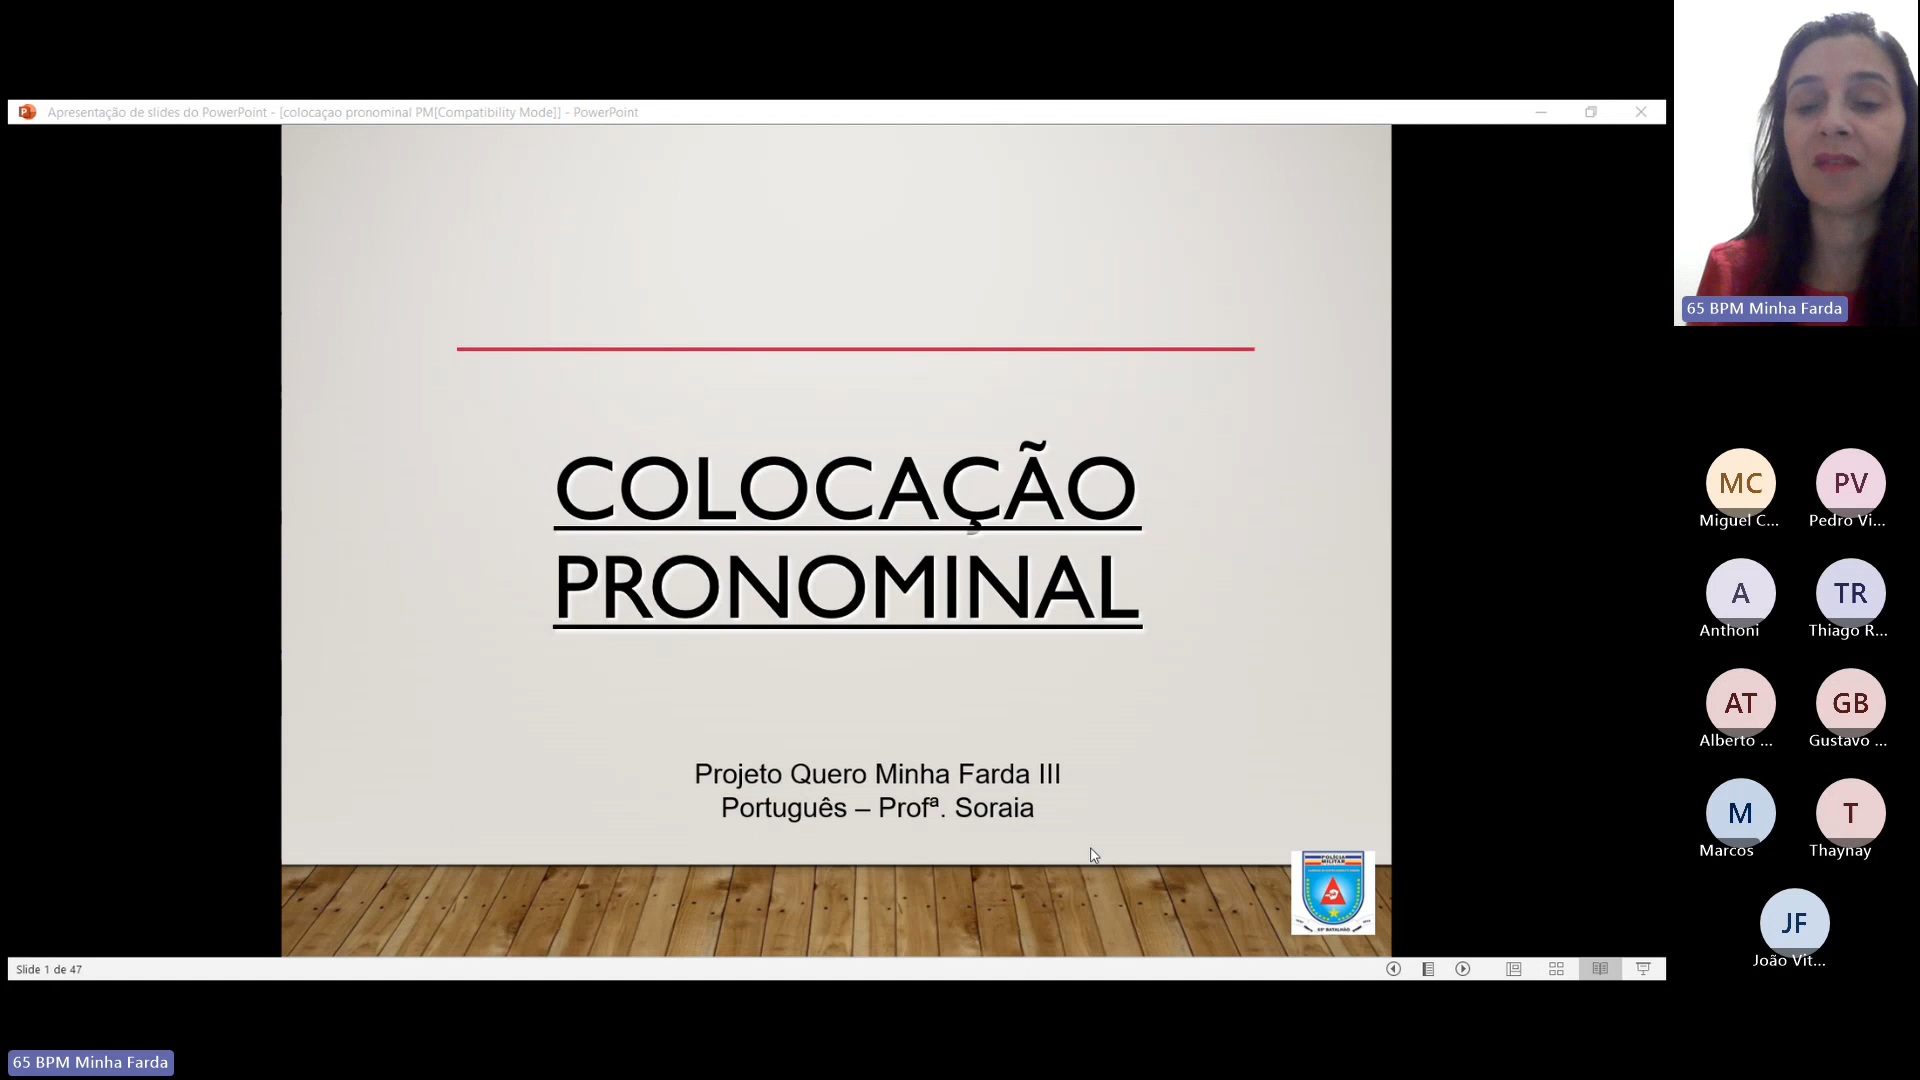 Apresentação de slides do PowerPoint - [colocaçao pronominal PM[Compatibility Mode]] - PowerPoint
COLOCAÇÃO
PRONOMINAL
Projeto Quero Minha Farda III
Português – Profª. Soraia
POLÍCIA
MILITAR
Slide 1 de 47
65 BPM Minha Farda
65 BPM Minha Farda
MC
Miguel C...
PV
Pedro Vi...
A
Anthoni
TR
Thiago R...
AT
Alberto ...
GB
Gustavo ...
M
Marcos
T
Thaynay
JF
João Vit...